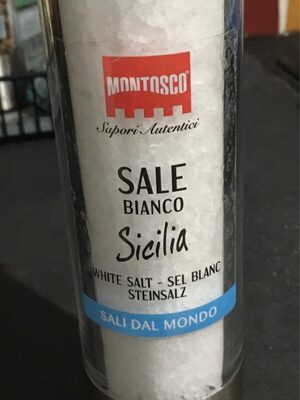 MONTOSCO
Sapori Autentici
SALE
BIANCO
Sicilia
WHITE SALT - SEL BLANC
STEINSALZ
SALI DAL MONDO